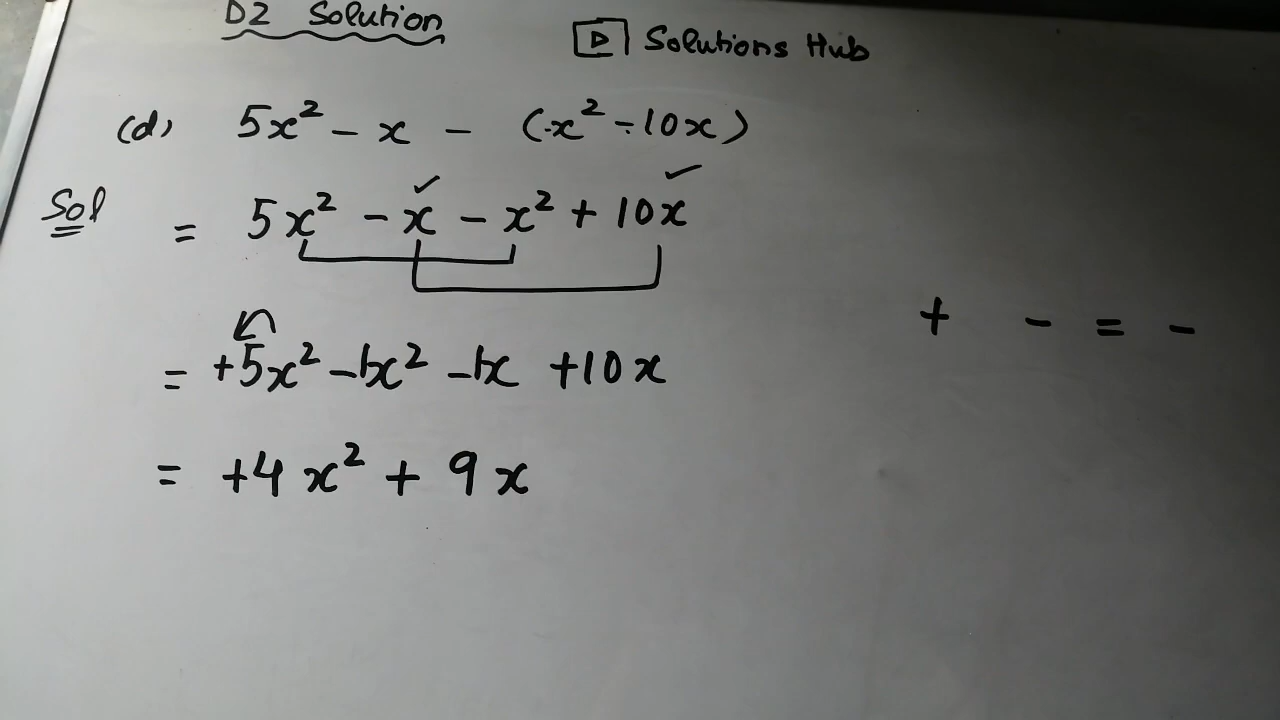 D2 Solution
Solutions Hub
(d) 5x² - x - (x² - 10x)
Sol = 5x² - x - x² + 10x
+ - = -
= +5x² - 1x² - 1x + 10x
= +4x² + 9x